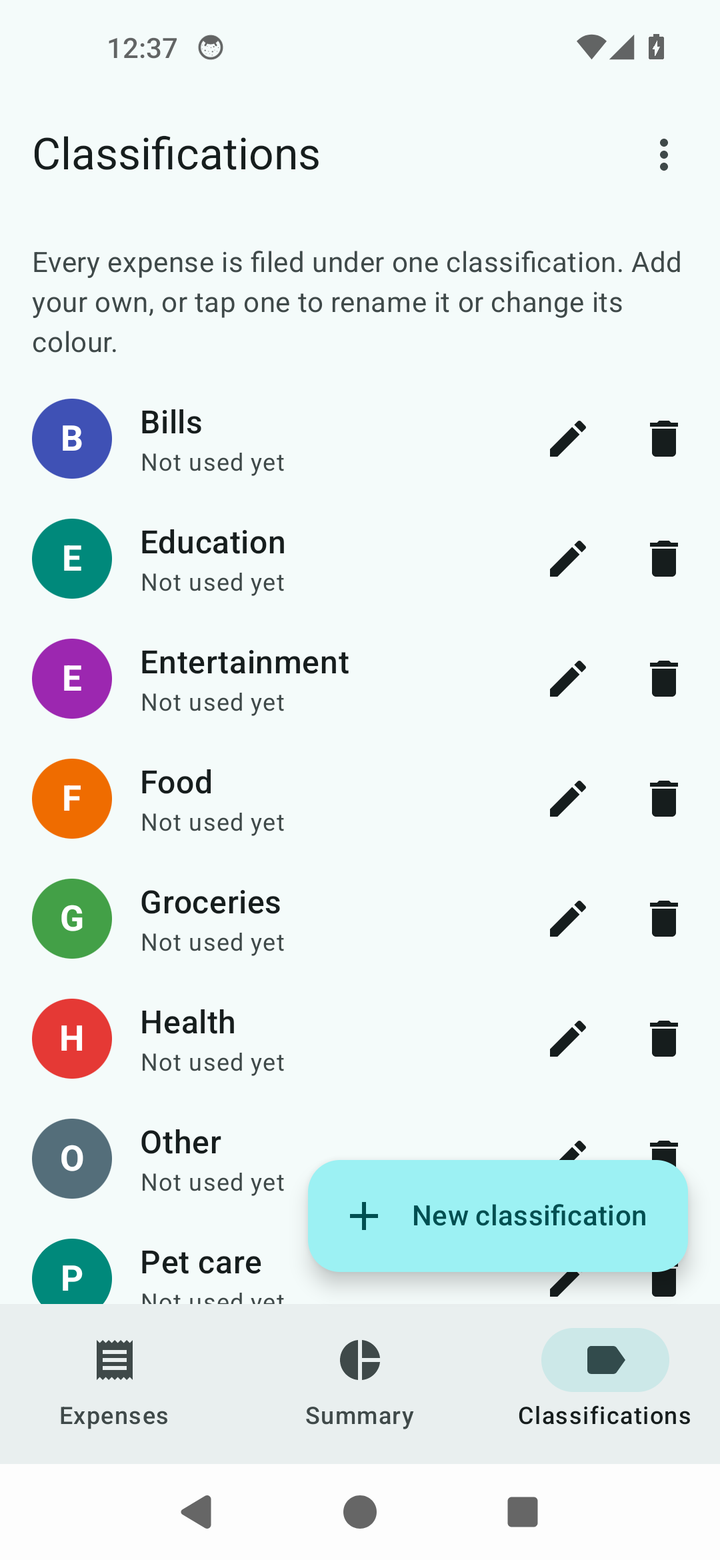 12:37
Classifications
Every expense is filed under one classification. Add
your own, or tap one to rename it or change its
colour.
B
Bills
Not used yet
E
Education
Not used yet
E
Entertainment
Not used yet
F
Food
Not used yet
G
Groceries
Not used yet
H
Health
Not used yet
O
Other
Not used yet
New classification
P
Pet care
Not used yet
Expenses
Summary
Classifications